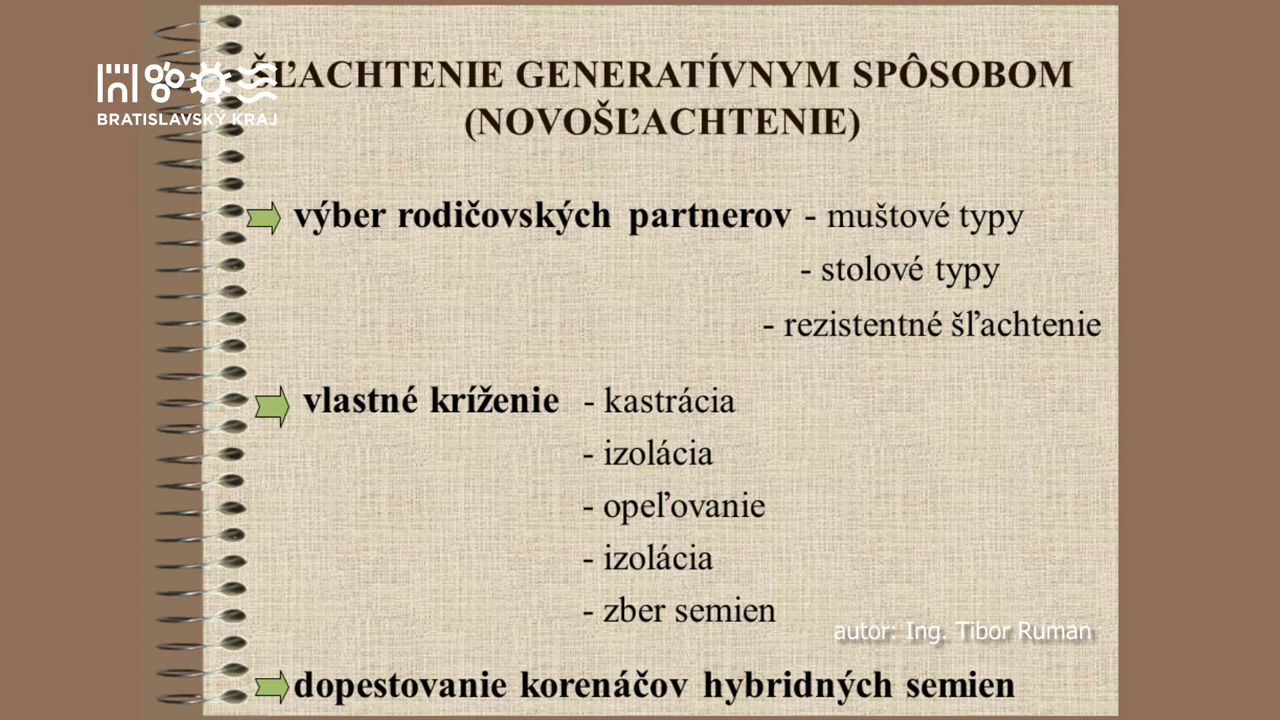 ŠĽACHTENIE GENERATÍVNYM SPÔSOBOM
(NOVOŠĽACHTENIE)
BRATISLAVSKÝ KRAJ
výber rodičovských partnerov - muštové typy
- stolové typy
- rezistentné šľachtenie
vlastné kríženie - kastrácia
- izolácia
- opeľovanie
- izolácia
- zber semien
autor: Ing. Tibor Ruman
dopestovanie korenáčov hybridných semien